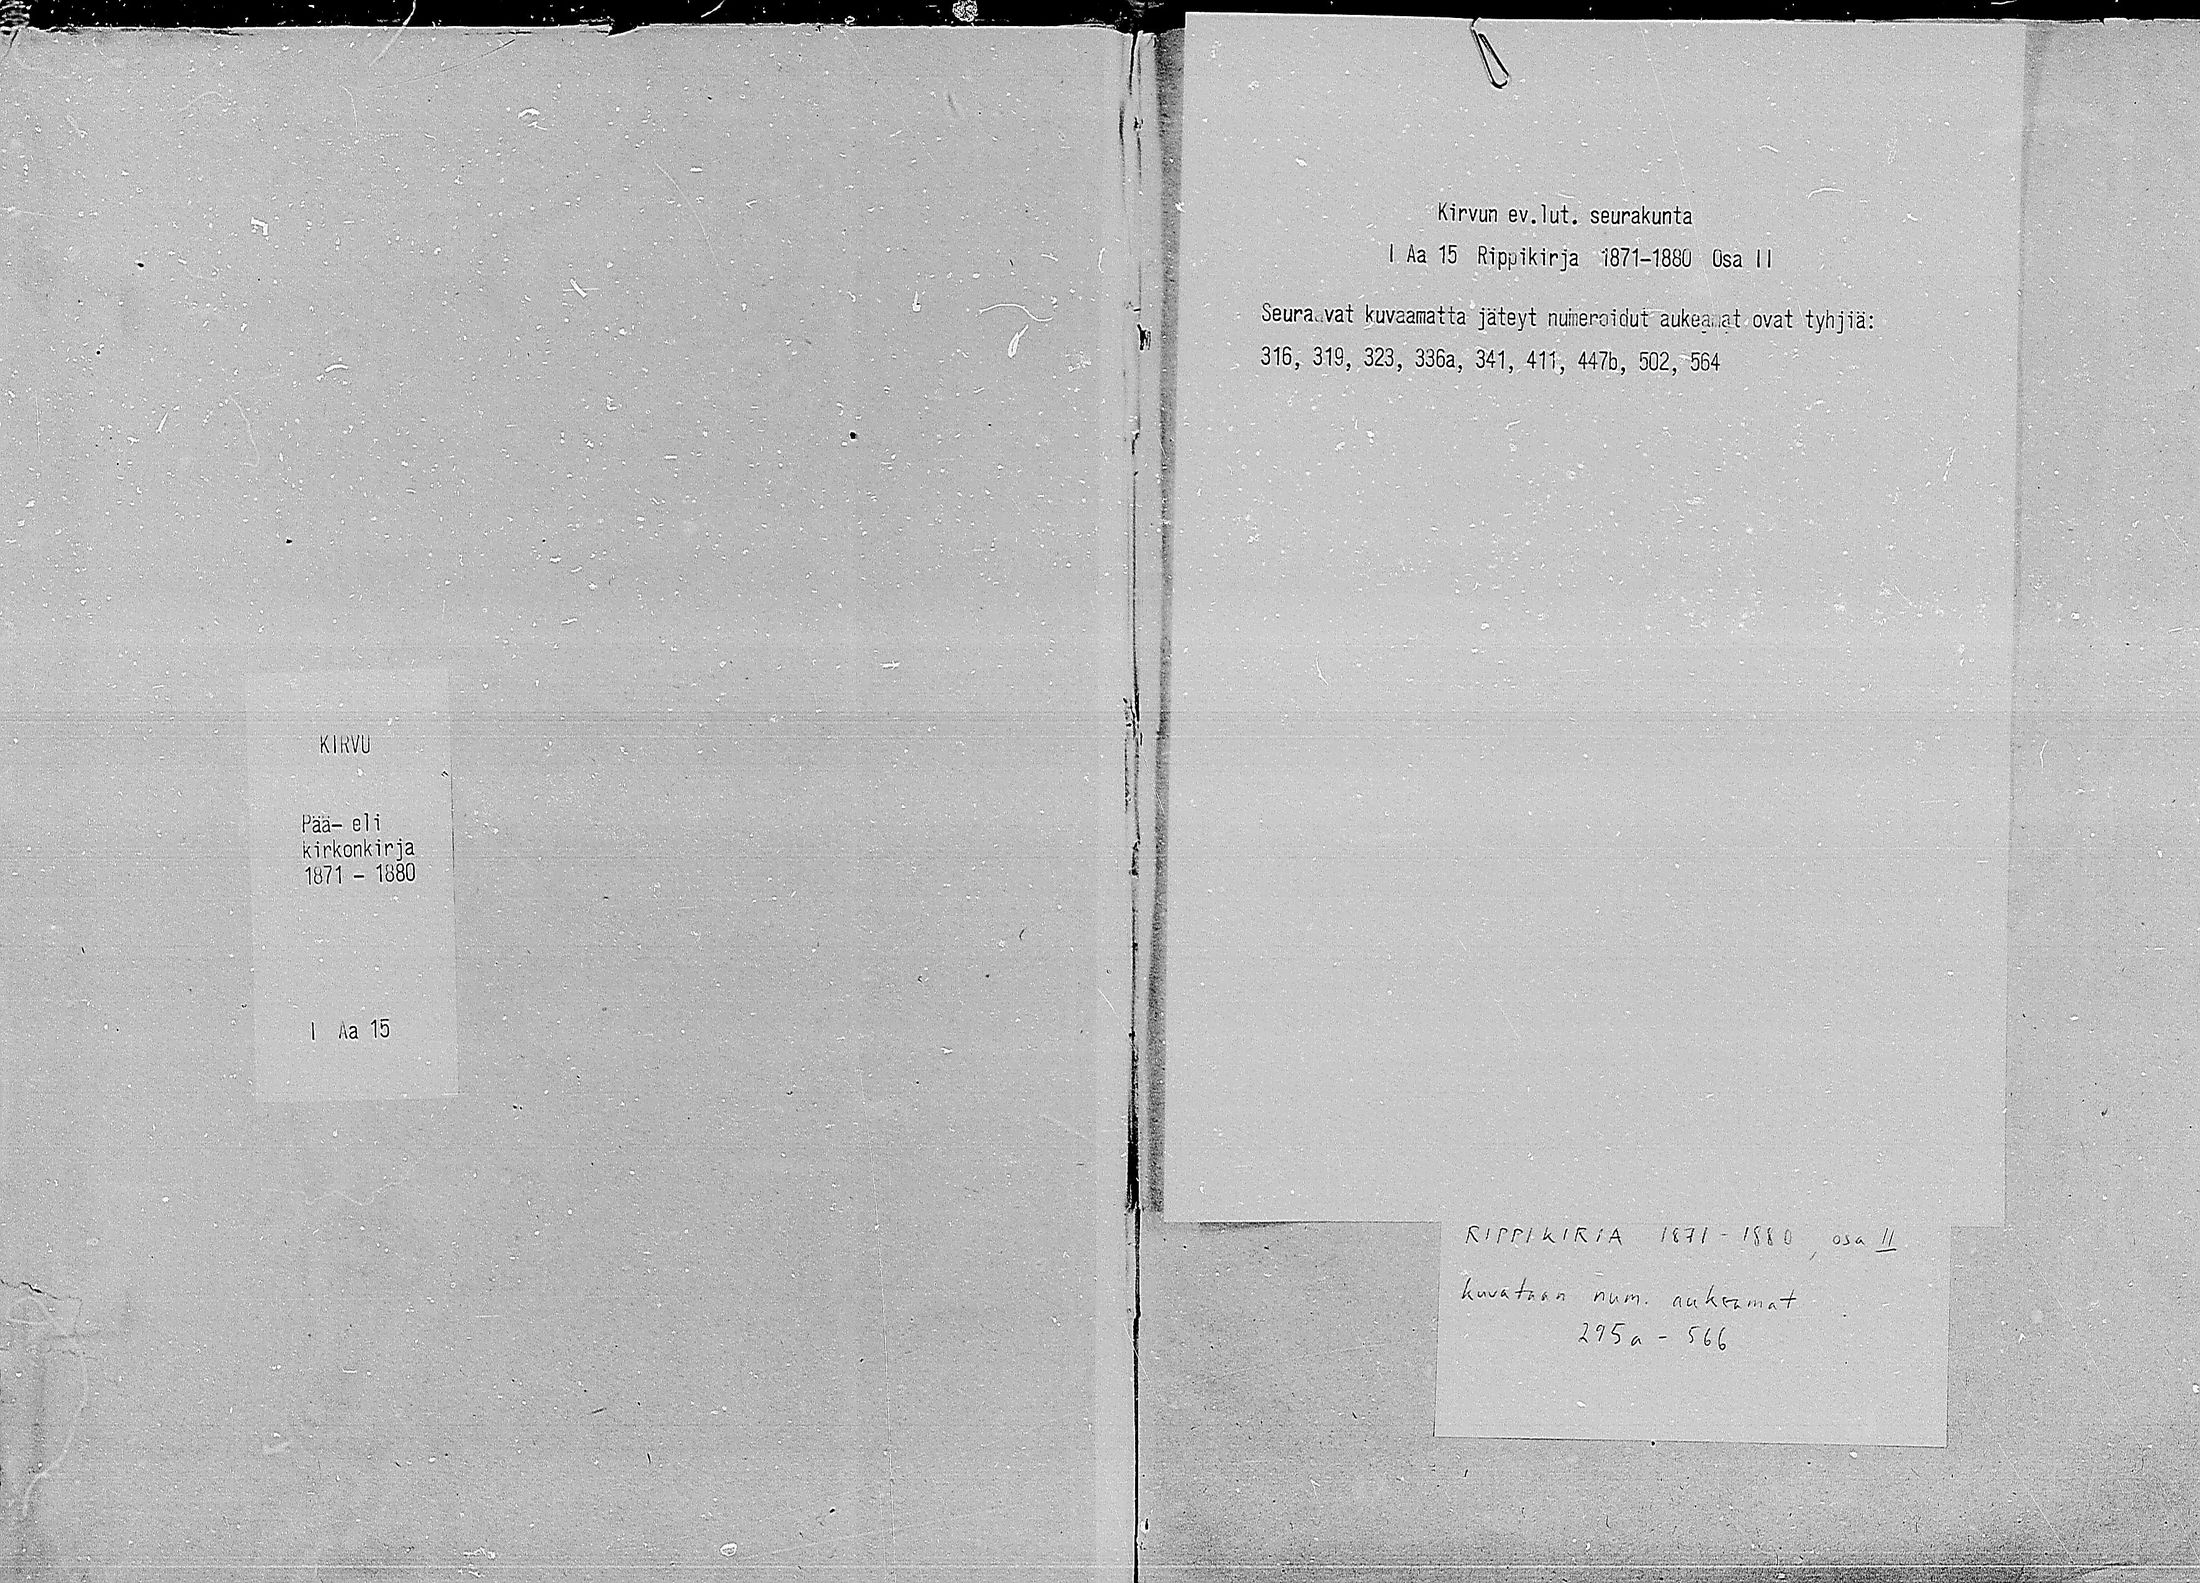 KIRVU
Pää- eli
kirkonkirja
1871 - 1880
I Aa 15
Kirvun ev.lut. seurakunta
I Aa 15 Rippikirja 1871-1880 Osa II
Seuraavat kuvaamatta jäteyt numeroidut aukeamat ovat tyhjiä:
316, 319, 323, 336a, 341, 411, 447b, 502, 564
RIPPIKIRJA 1871 - 1880, osa II
kuvataan num. aukeamat
295a - 566